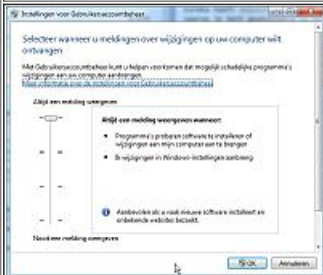 Instellingen voor Gebruikersaccountbeheer
Selecteer wanneer u meldingen over wijzigingen op uw computer wilt
ontvangen
Met Gebruikersaccountbeheer kunt u helpen voorkomen dat mogelijk schadelijke programma's
wijzigingen aan uw computer aanbrengen.
Meer informatie over de instellingen voor Gebruikersaccountbeheer
Altijd een melding weergeven
Altijd een melding weergeven wanneer:
Programma's proberen software te installeren of
wijzigingen aan mijn computer aan te brengen
Ik wijzigingen in Windows-instellingen aanbreng
Aanbevolen als u vaak nieuwe software installeert en
onbekende websites bezoekt.
Nooit een melding weergeven
OK
Annuleren